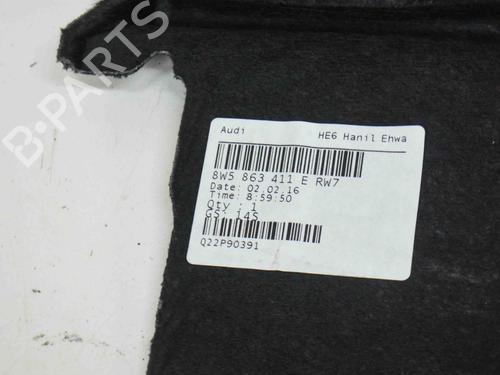 B-PARTS
Audi HE6 Hanil Ehwa
8W5 863 411 E RW7
Date: 02.02.16
Time: 8:59:50
Qty : 1
GS: 14S
Q22P90391